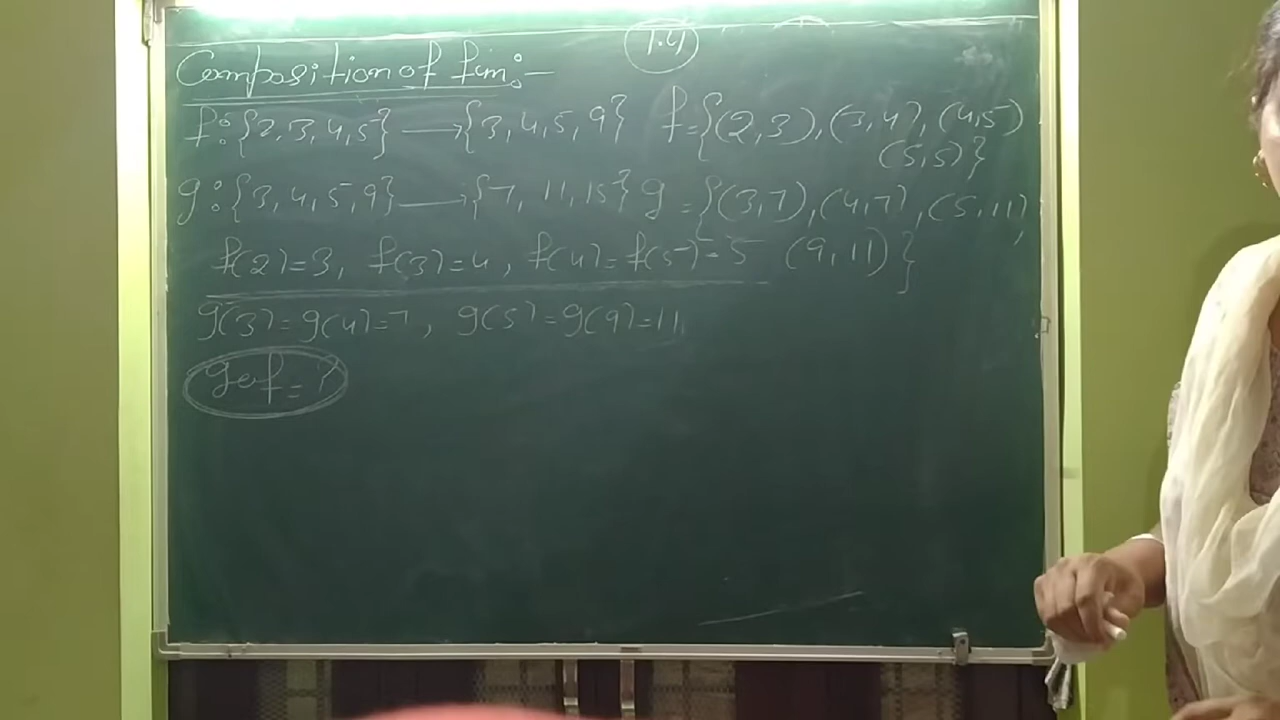 1.4
Composition of fun:-
f:{2,3,4,5}→{3,4,5,9} f={(2,3),(3,4),(4,5)
(5,5)}
g:{3,4,5,9}→{7,11,15} g={(3,7),(4,7),(5,11),
f(2)=3, f(3)=4, f(4)=f(5)=5 (9,11)}
g(3)=g(4)=7, g(5)=g(9)=11
gof=?